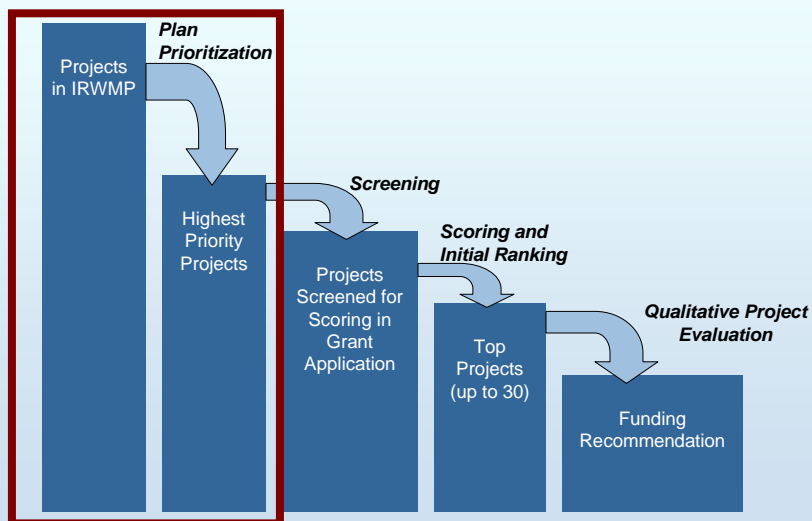 Plan
Prioritization
Projects
in IRWMP
Screening
Highest
Priority
Projects
Scoring and
Initial Ranking
Projects
Screened for
Scoring in
Grant
Application
Qualitative Project
Evaluation
Top
Projects
(up to 30)
Funding
Recommendation